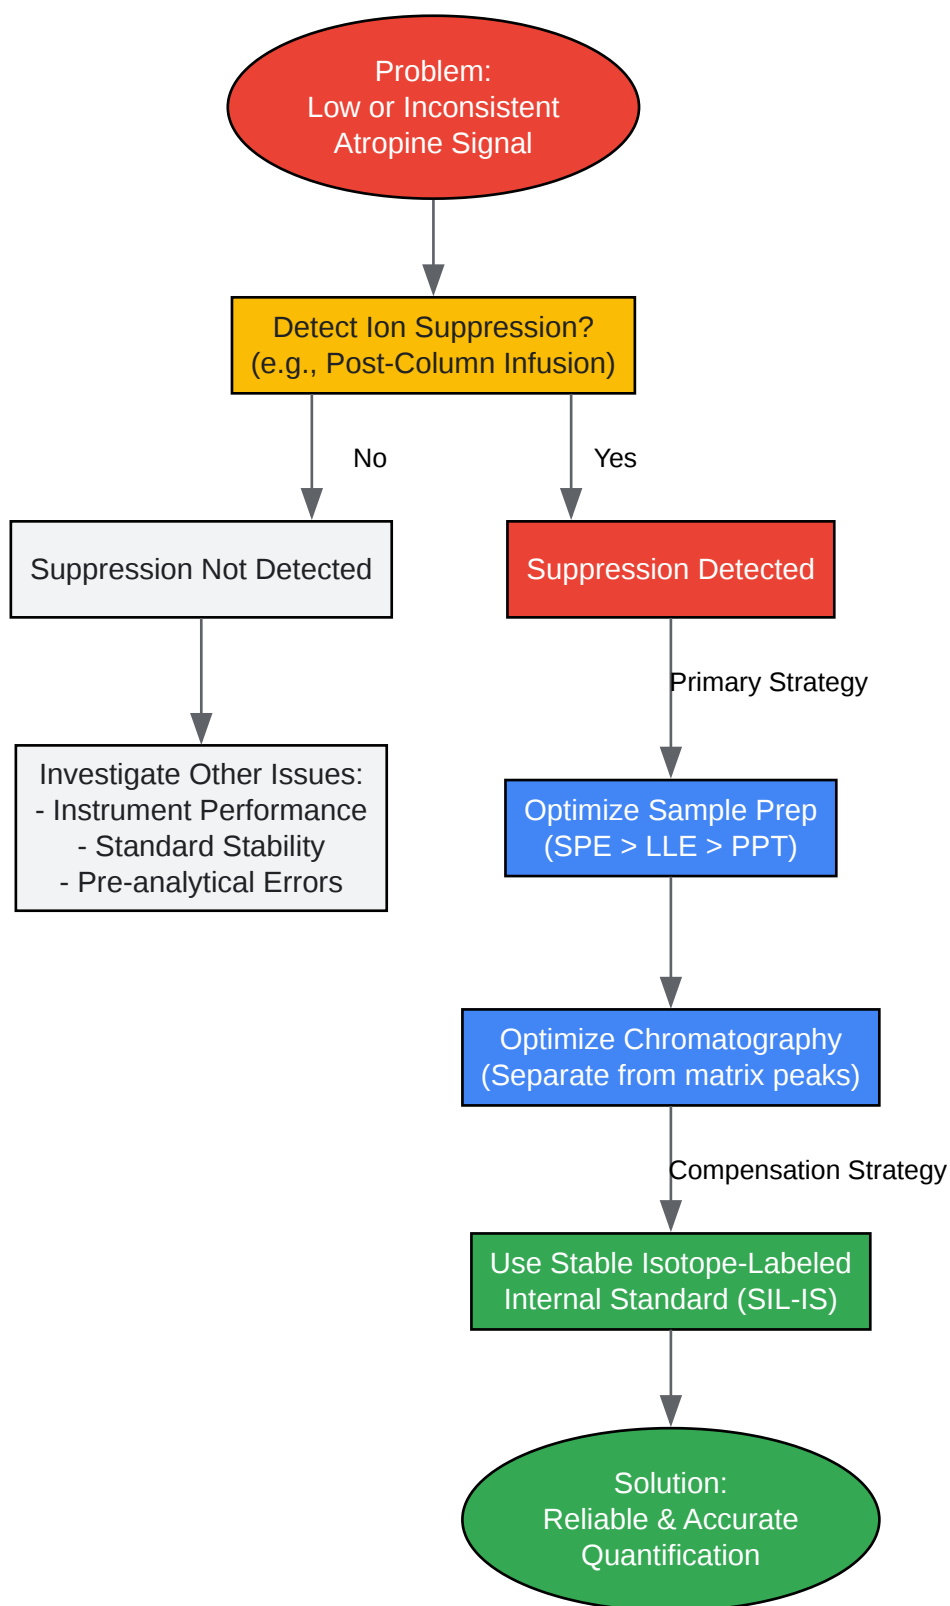 Problem:
Low or Inconsistent
Atropine Signal
Detect Ion Suppression?
(e.g., Post-Column Infusion)
No
Yes
Suppression Not Detected
Suppression Detected
Primary Strategy
Investigate Other Issues:
- Instrument Performance
- Standard Stability
- Pre-analytical Errors
Optimize Sample Prep
(SPE > LLE > PPT)
Optimize Chromatography
(Separate from matrix peaks)
Compensation Strategy
Use Stable Isotope-Labeled
Internal Standard (SIL-IS)
Solution:
Reliable & Accurate
Quantification